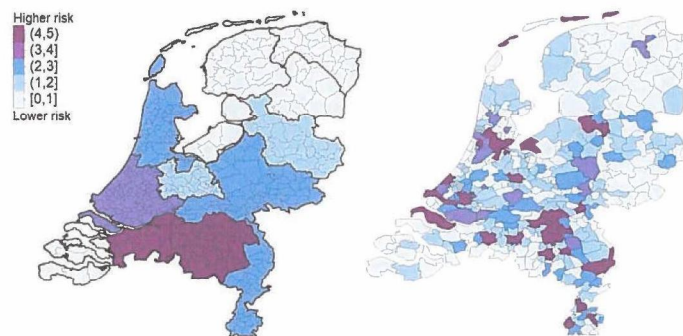 Higher risk
(4,5)
(3,4]
(2,3]
(1,2]
[0,1]
Lower risk